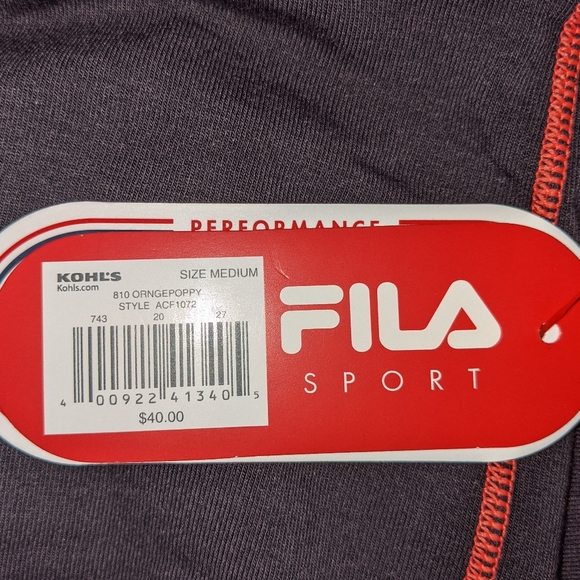 PERFORMANCE
KOHL'S SIZE MEDIUM
Kohls.com
810 ORNGEPOPPY
STYLE ACF1072
743 20 27
4 00922 41340 5
$40.00
FILA
SPORT